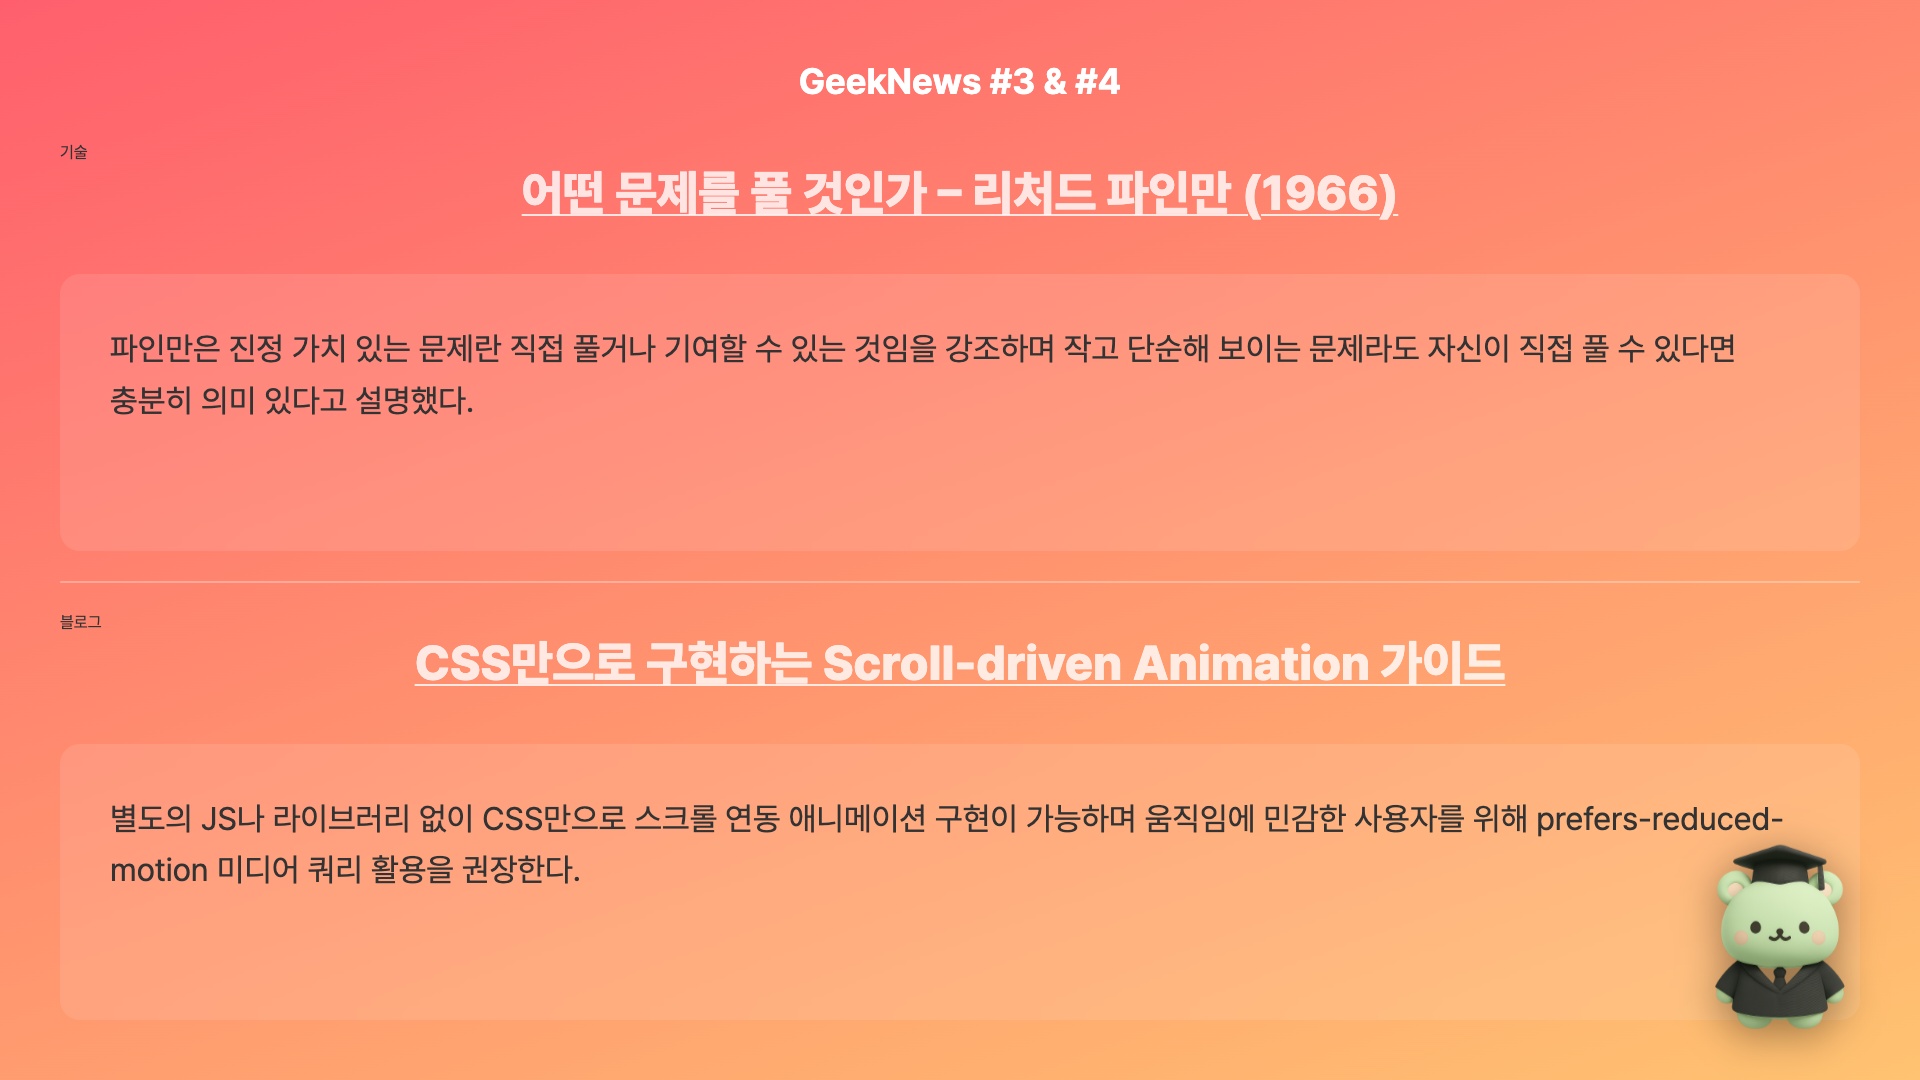 GeekNews #3 & #4
기술
어떤 문제를 풀 것인가 – 리처드 파인만 (1966)
파인만은 진정 가치 있는 문제란 직접 풀거나 기여할 수 있는 것임을 강조하며 작고 단순해 보이는 문제라도 자신이 직접 풀 수 있다면
충분히 의미 있다고 설명했다.
블로그
CSS만으로 구현하는 Scroll-driven Animation 가이드
별도의 JS나 라이브러리 없이 CSS만으로 스크롤 연동 애니메이션 구현이 가능하며 움직임에 민감한 사용자를 위해 prefers-reduced-
motion 미디어 쿼리 활용을 권장한다.